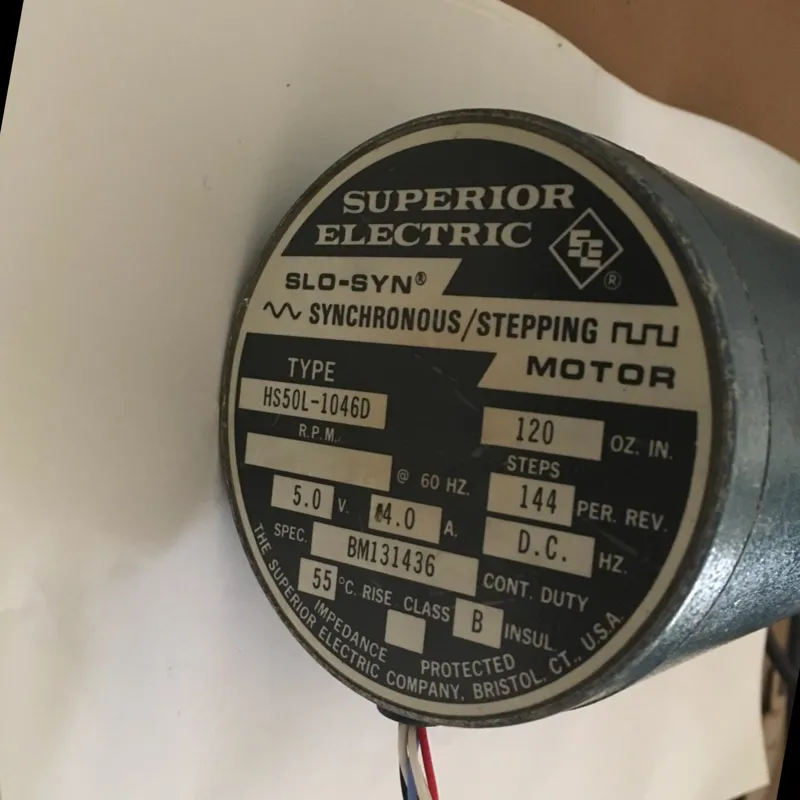 SUPERIOR
ELECTRIC
SE
®
SLO-SYN®
SYNCHRONOUS/STEPPING
MOTOR
TYPE
HS50L-1046D
120 OZ. IN.
R.P.M.
@ 60 HZ.
STEPS
144 PER. REV.
5.0 V. 4.0 A.
D.C. HZ.
SPEC. BM131436
CONT. DUTY
55 °C. RISE CLASS B INSUL.
IMPEDANCE PROTECTED
THE SUPERIOR ELECTRIC COMPANY, BRISTOL, CT., U.S.A.